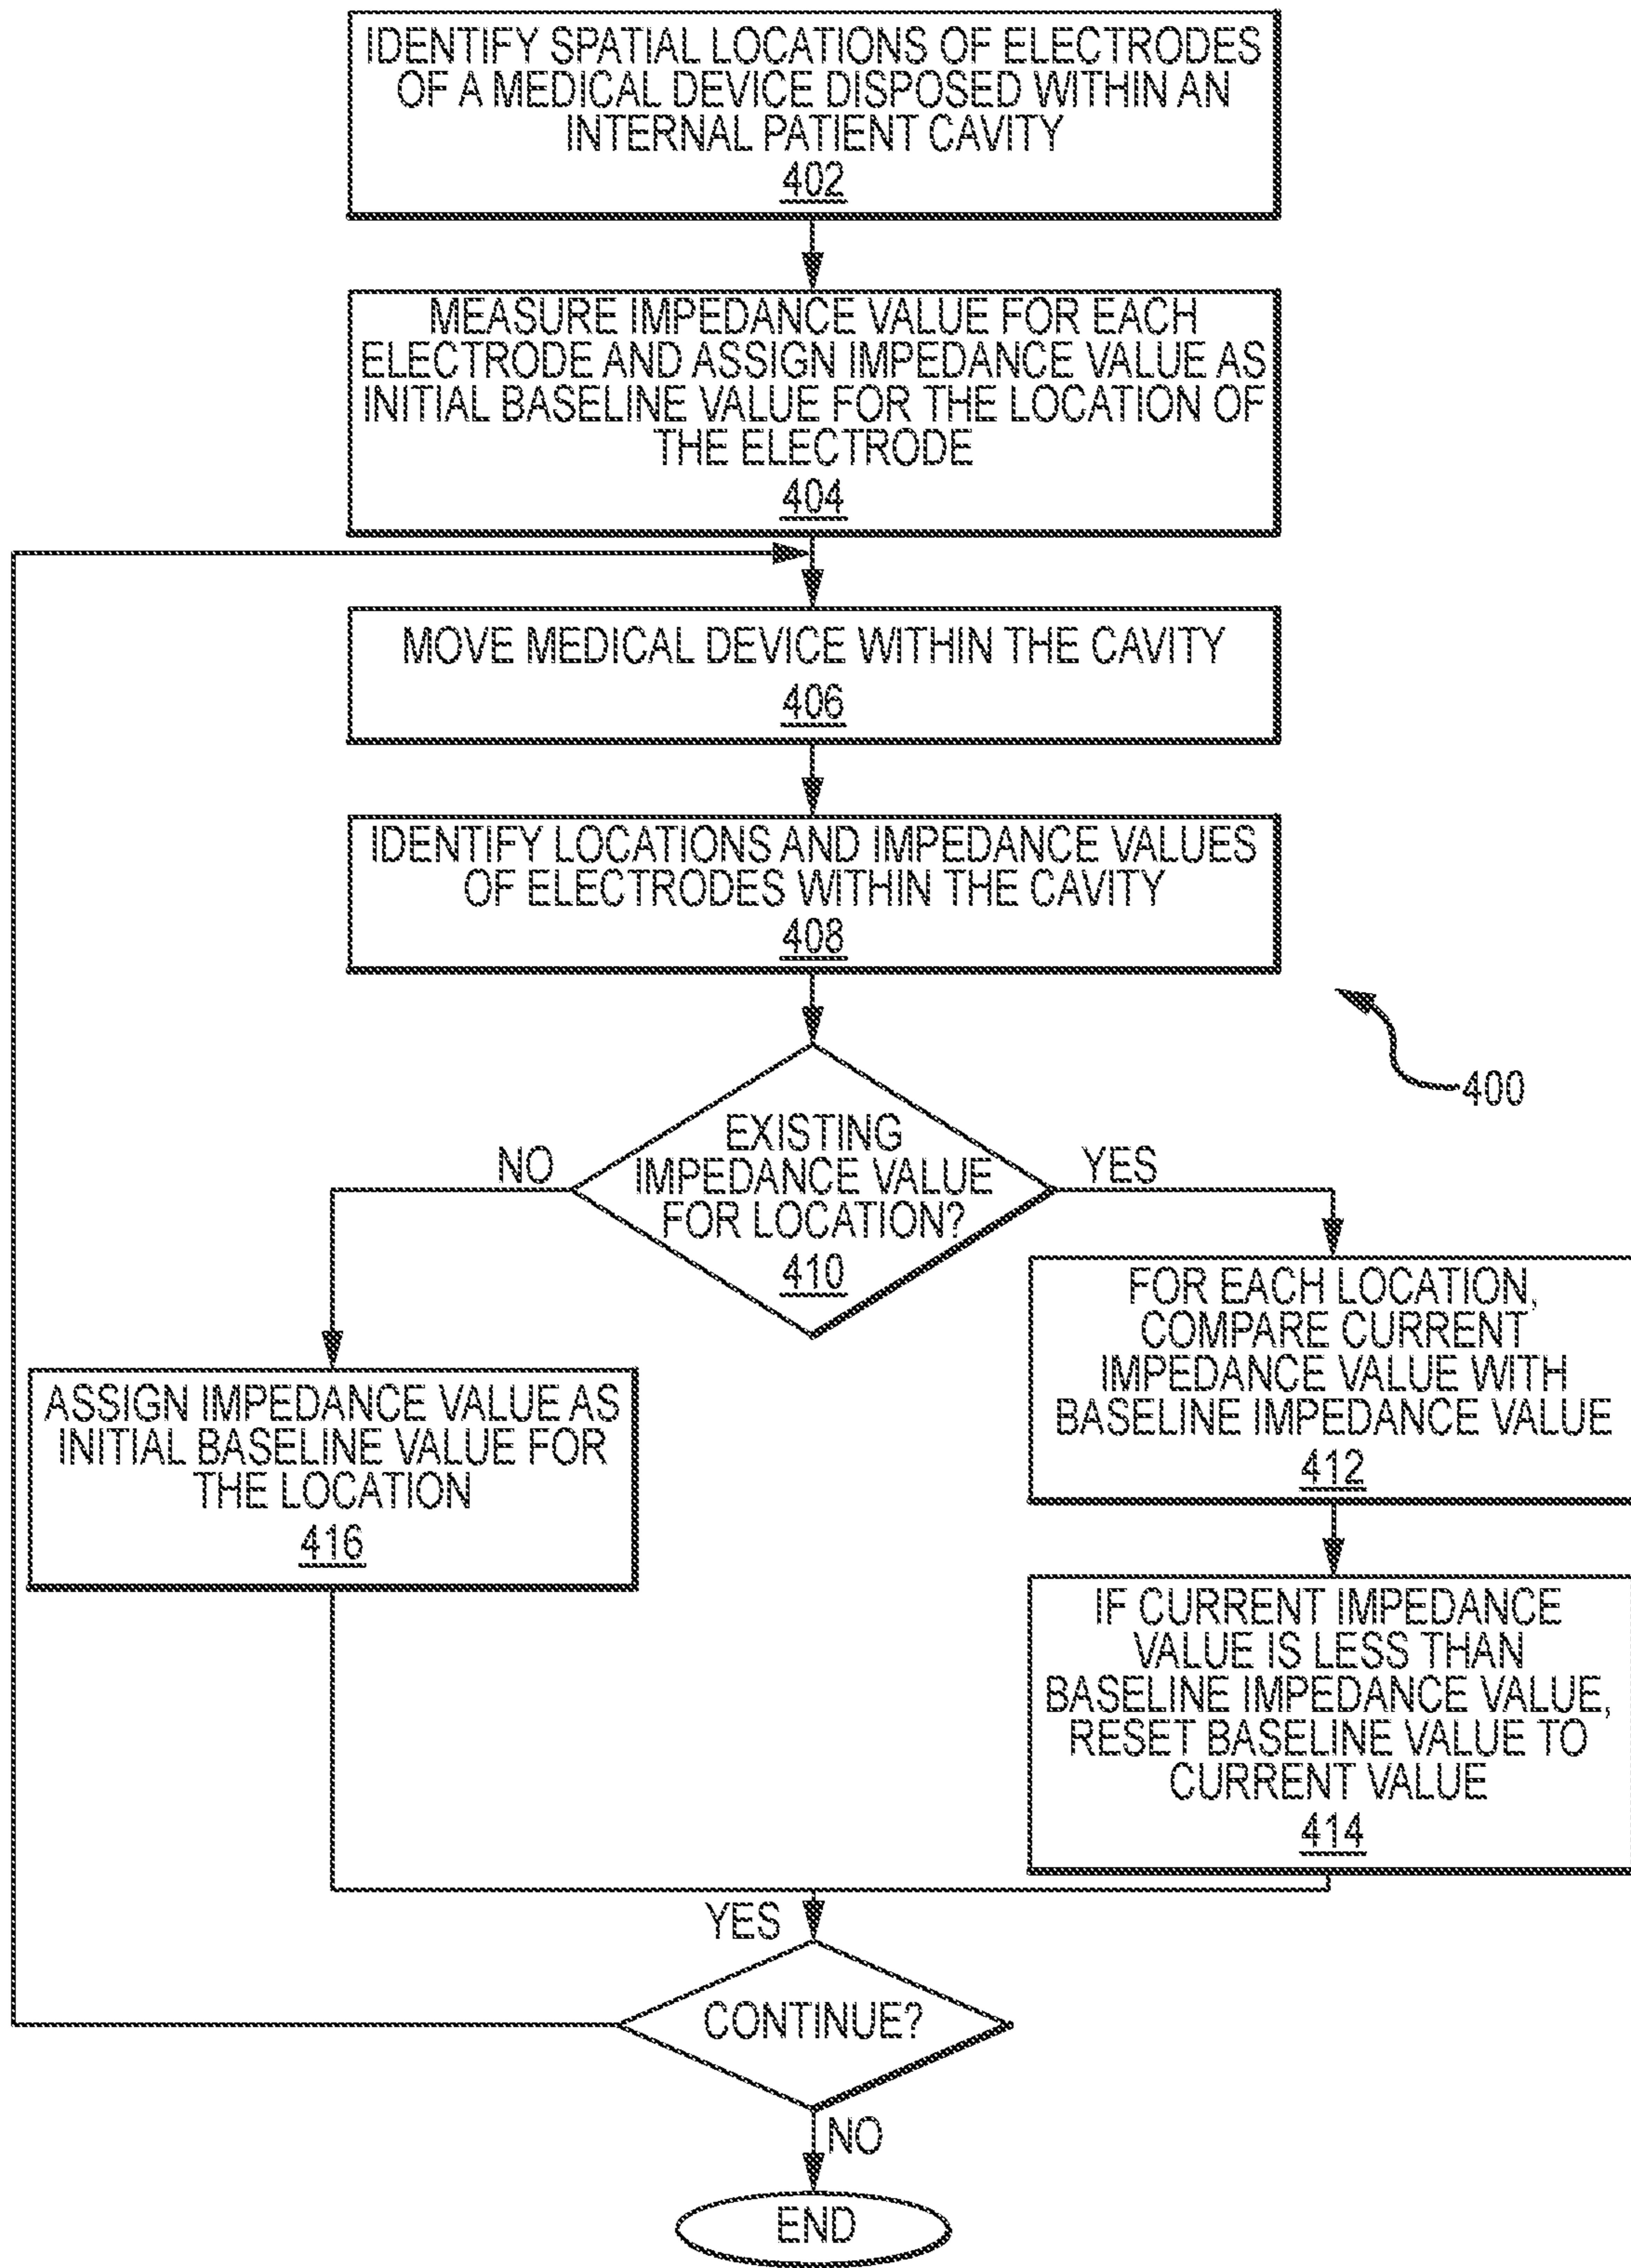 IDENTIFY SPATIAL LOCATIONS OF ELECTRODES
OF A MEDICAL DEVICE DISPOSED WITHIN AN
INTERNAL PATIENT CAVITY
402
MEASURE IMPEDANCE VALUE FOR EACH
ELECTRODE AND ASSIGN IMPEDANCE VALUE AS
INITIAL BASELINE VALUE FOR THE LOCATION OF
THE ELECTRODE
404
MOVE MEDICAL DEVICE WITHIN THE CAVITY
406
IDENTIFY LOCATIONS AND IMPEDANCE VALUES
OF ELECTRODES WITHIN THE CAVITY
408
400
EXISTING
IMPEDANCE VALUE
FOR LOCATION?
410
NO
YES
ASSIGN IMPEDANCE VALUE AS
INITIAL BASELINE VALUE FOR
THE LOCATION
416
FOR EACH LOCATION,
COMPARE CURRENT
IMPEDANCE VALUE WITH
BASELINE IMPEDANCE VALUE
412
IF CURRENT IMPEDANCE
VALUE IS LESS THAN
BASELINE IMPEDANCE VALUE,
RESET BASELINE VALUE TO
CURRENT VALUE
414
YES
CONTINUE?
NO
END